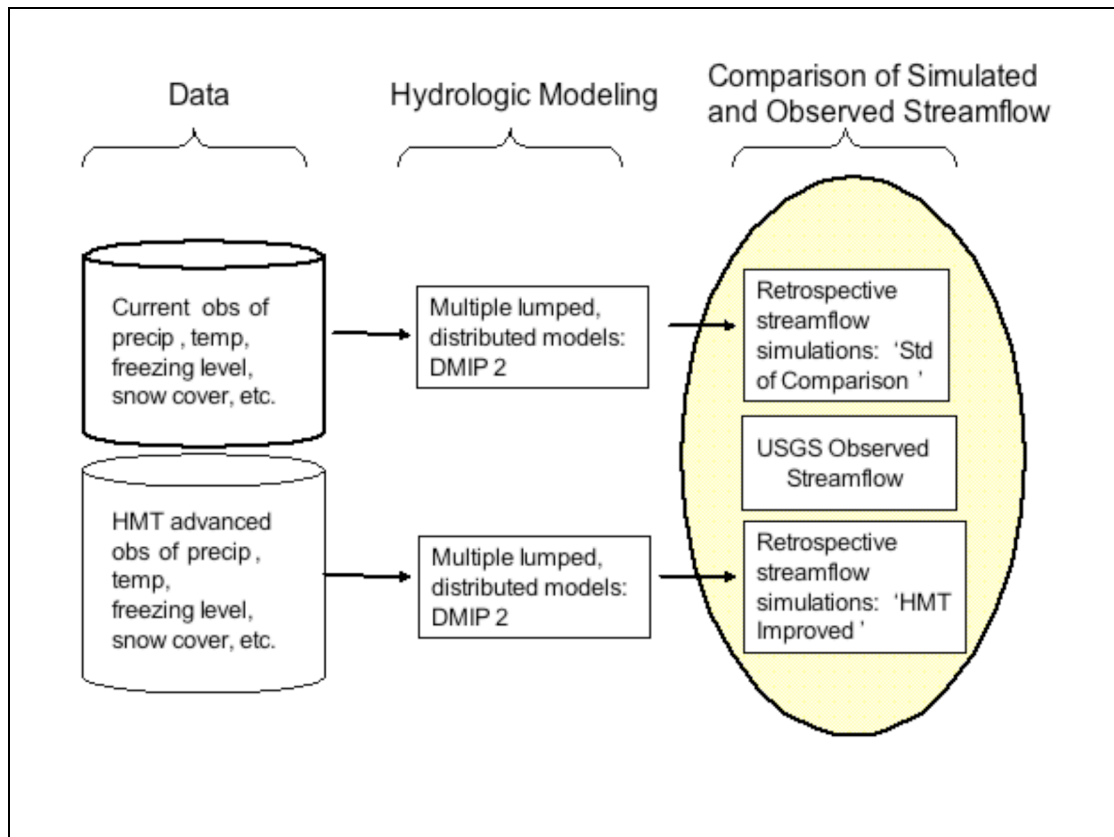 Data
Hydrologic Modeling
Comparison of Simulated
and Observed Streamflow
Current obs of
precip , temp,
freezing level,
snow cover, etc.
Multiple lumped,
distributed models:
DMIP 2
Retrospective
streamflow
simulations: 'Std
of Comparison '
USGS Observed
Streamflow
HMT advanced
obs of precip ,
temp,
freezing level,
snow cover, etc.
Multiple lumped,
distributed models:
DMIP 2
Retrospective
streamflow
simulations: 'HMT
Improved '